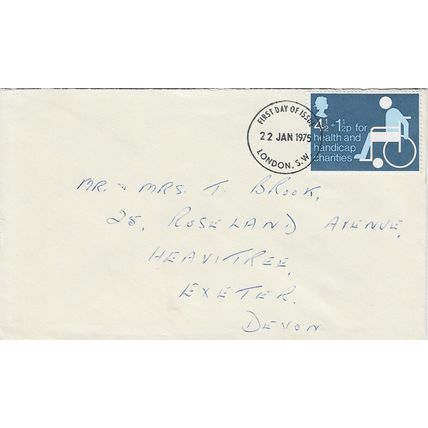 FIRST DAY OF ISSUE
22 JAN 1975
LONDON. S.W.
4½+1½p for
health and
handicap
charities
MR. & MRS. T. BROOK,
25, ROSELAND AVENUE,
HEAVITREE,
EXETER.
DEVON